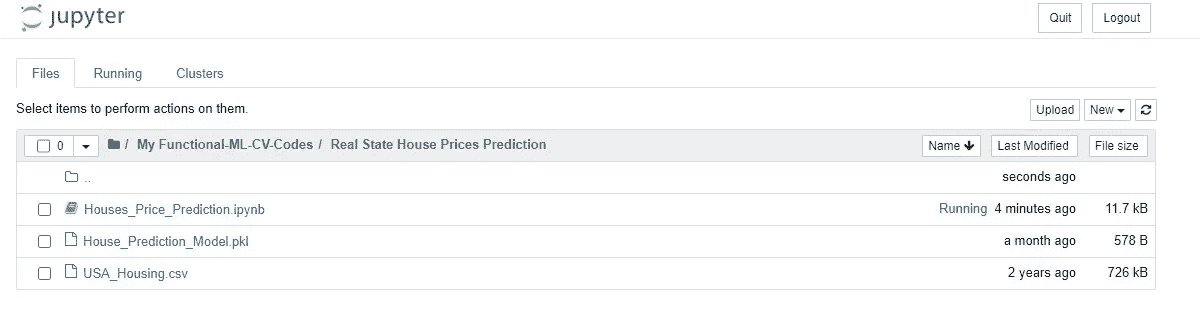 jupyter Quit Logout
Files Running Clusters
Select items to perform actions on them. Upload New
0 / My Functional-ML-CV-Codes / Real State House Prices Prediction Name Last Modified File size
.. seconds ago
Houses_Price_Prediction.ipynb Running 4 minutes ago 11.7 kB
House_Prediction_Model.pkl a month ago 578 B
USA_Housing.csv 2 years ago 726 kB